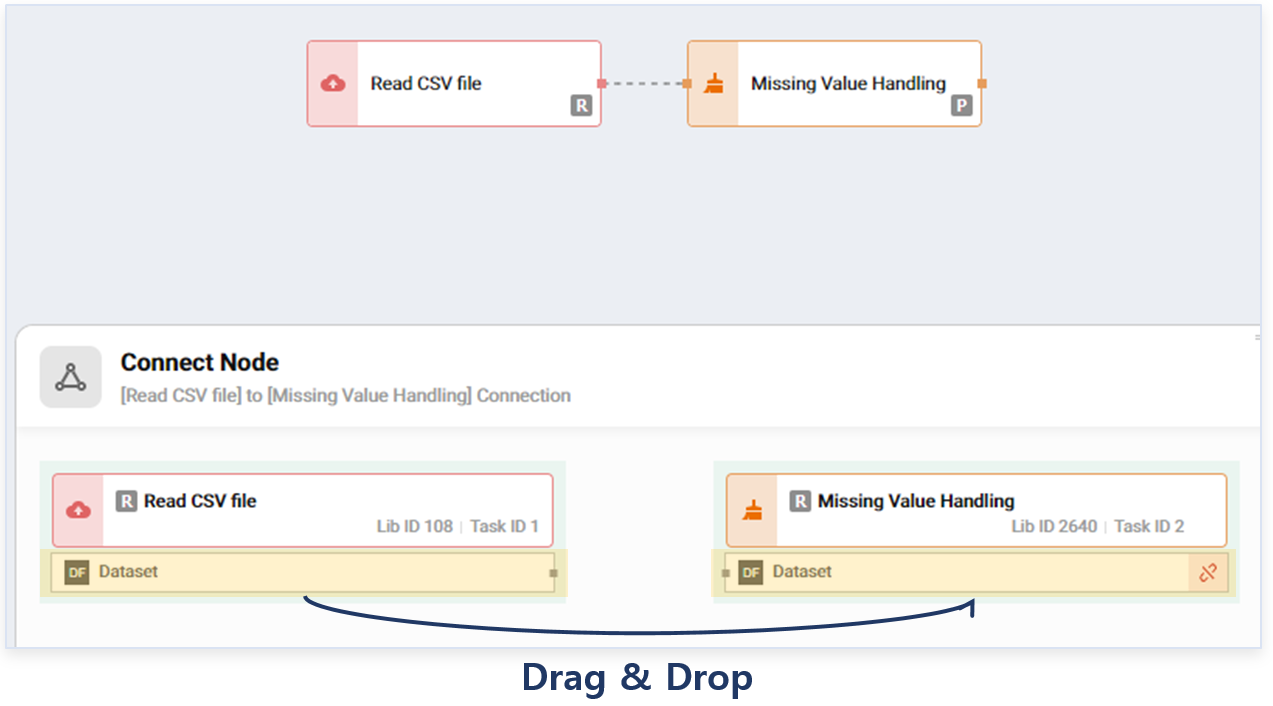 Read CSV file
R
Missing Value Handling
P
Connect Node
[Read CSV file] to [Missing Value Handling] Connection
R Read CSV file
Lib ID 108 | Task ID 1
DF Dataset
R Missing Value Handling
Lib ID 2640 | Task ID 2
DF Dataset
Drag & Drop